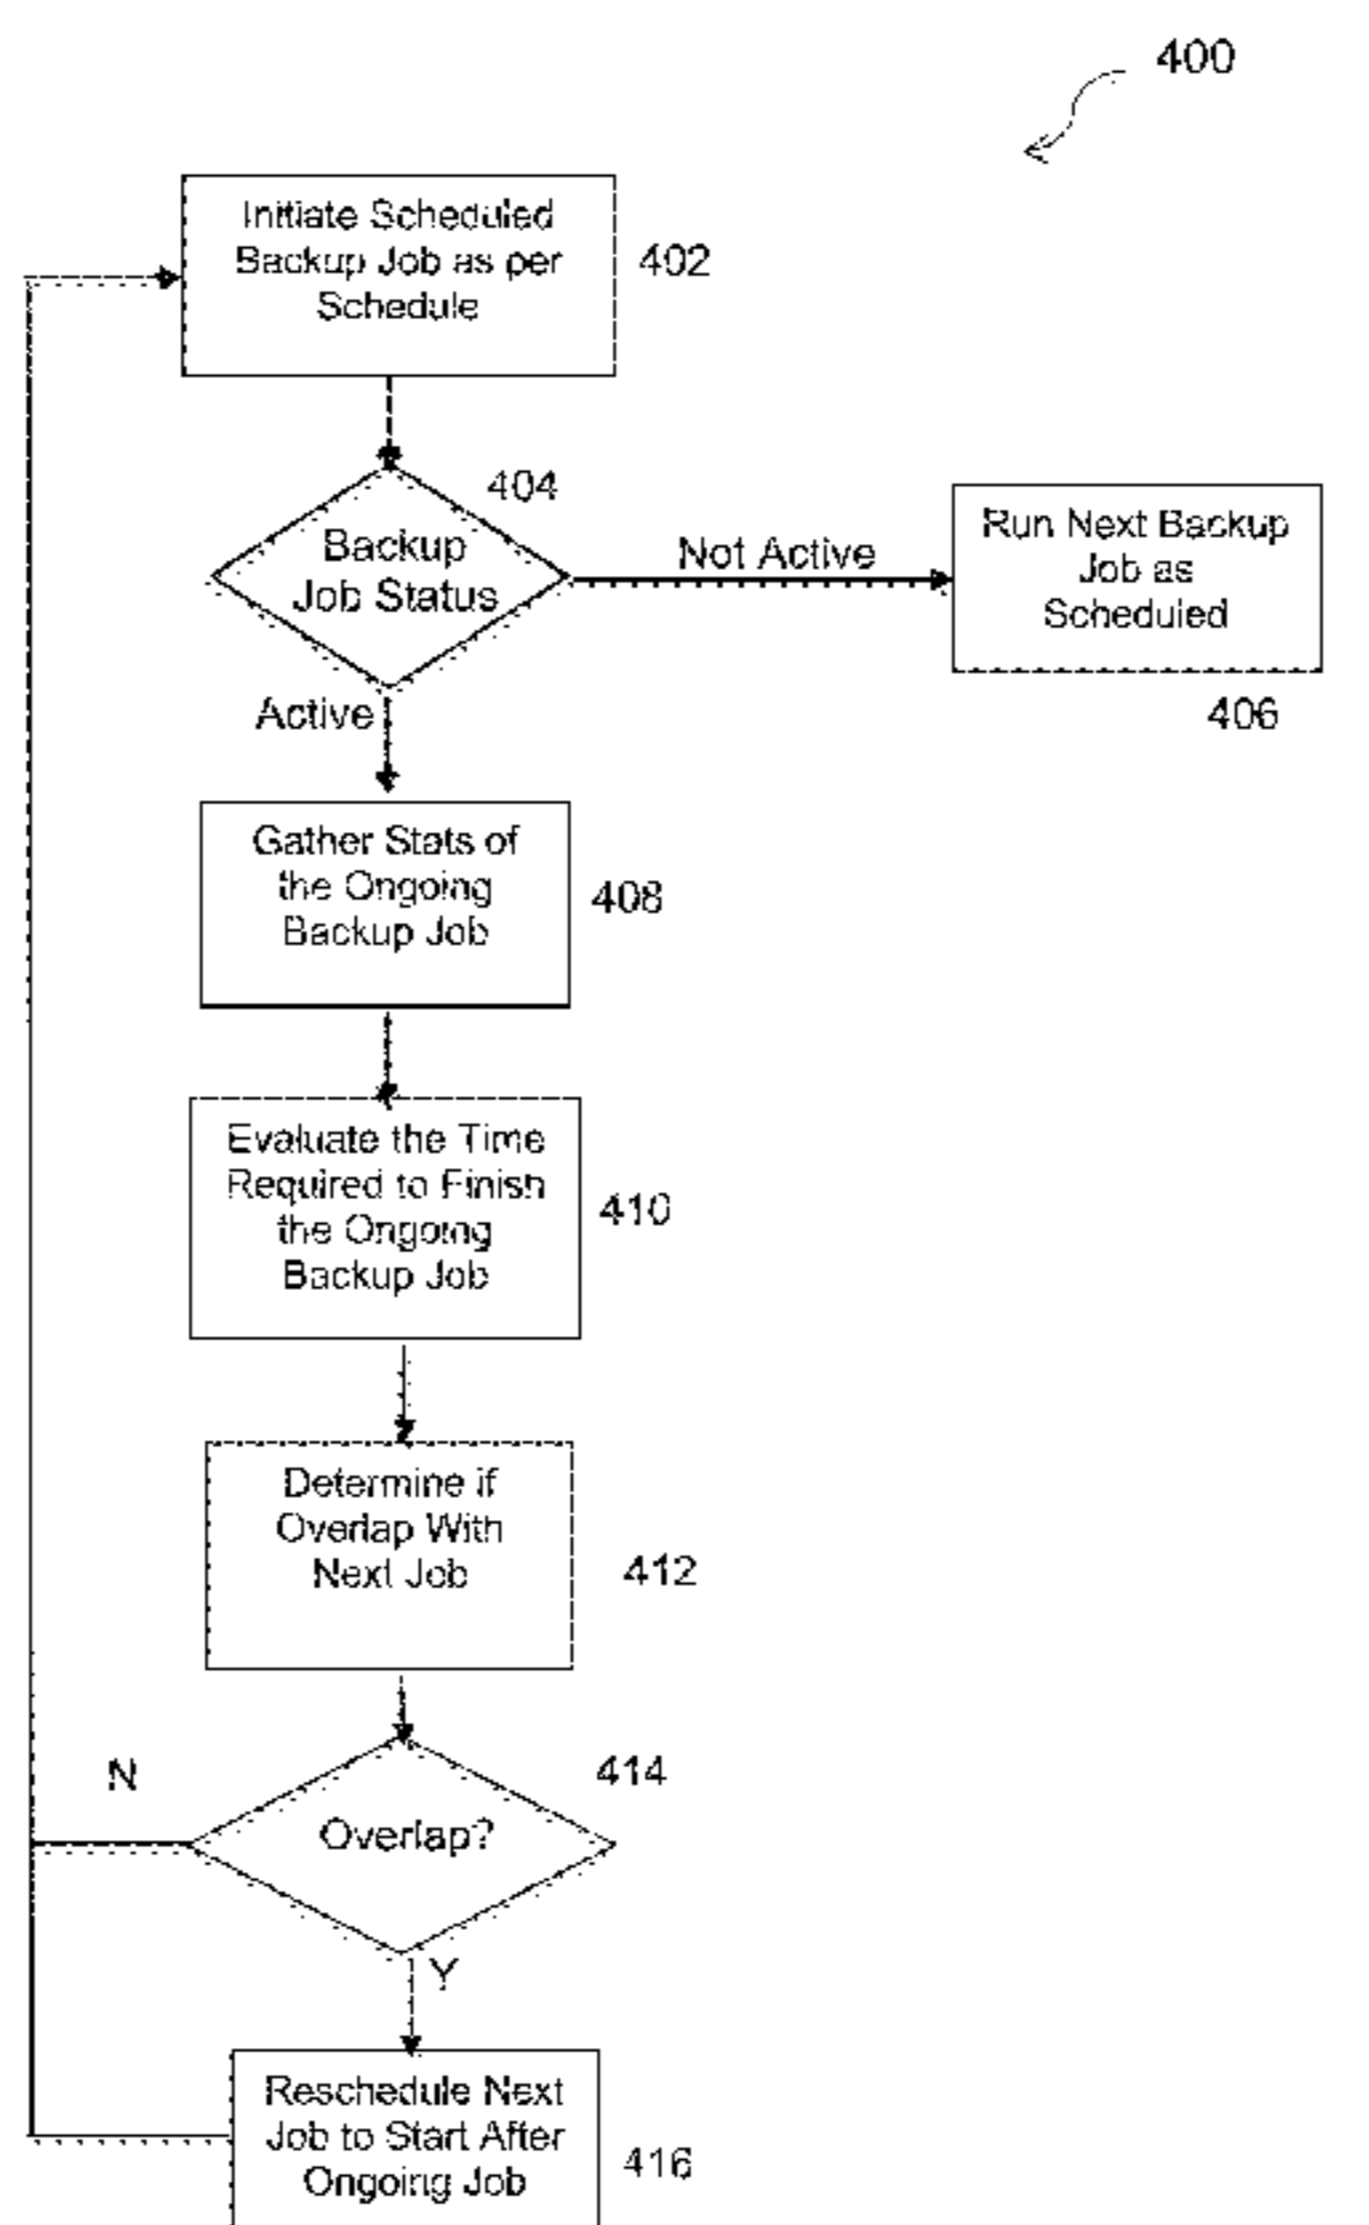 400
Initiate Scheduled
Backup Job as per
Schedule
402
404
Backup
Job Status
Not Active
Run Next Backup
Job as
Scheduled
406
Active
Gather Stats of
the Ongoing
Backup Job
408
Evaluate the Time
Required to Finish
the Ongoing
Backup Job
410
Determine if
Overlap With
Next Job
412
N
414
Overlap?
Y
Reschedule Next
Job to Start After
Ongoing Job
416